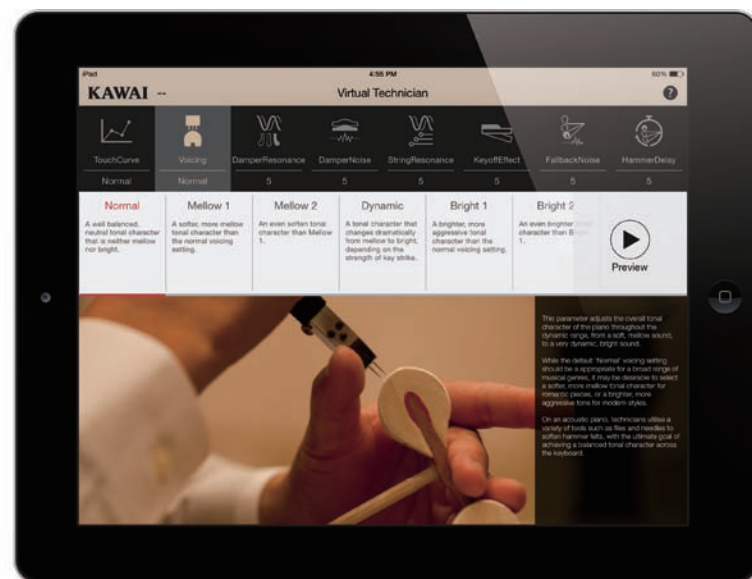 iPad 4:55 PM 90%
KAWAI -- Virtual Technician ?
TouchCurve Voicing DamperResonance DamperNoise StringResonance KeyoffEffect FallbackNoise HammerDelay
Normal Normal 5 5 5 5 5 5
Normal
A well balanced,
neutral tonal character
that is neither mellow
nor bright.
Mellow 1
A softer, more mellow
tonal character than
the normal voicing
setting.
Mellow 2
An even soften tonal
character than Mellow
1.
Dynamic
A tonal character that
changes dramatically
from mellow to bright,
depending on the
strength of key strike.
Bright 1
A brighter, more
aggressive tonal
character than the
normal voicing setting.
Bright 2
An even brighter
character than
1.
Preview
This parameter adjusts the overall tonal
character of the piano throughout the
dynamic range, from a soft, mellow sound,
to a very dynamic, bright sound.
While the default 'Normal' voicing setting
should be appropriate for a broad range of
musical genres, it may be desirable to select
a softer, more mellow tonal character for
romantic pieces, or a brighter, more
aggressive tone for modern styles.
On an acoustic piano, technicians utilise a
variety of tools such as files and needles to
soften hammer felts, with the ultimate goal of
achieving a balanced tonal character across
the keyboard.